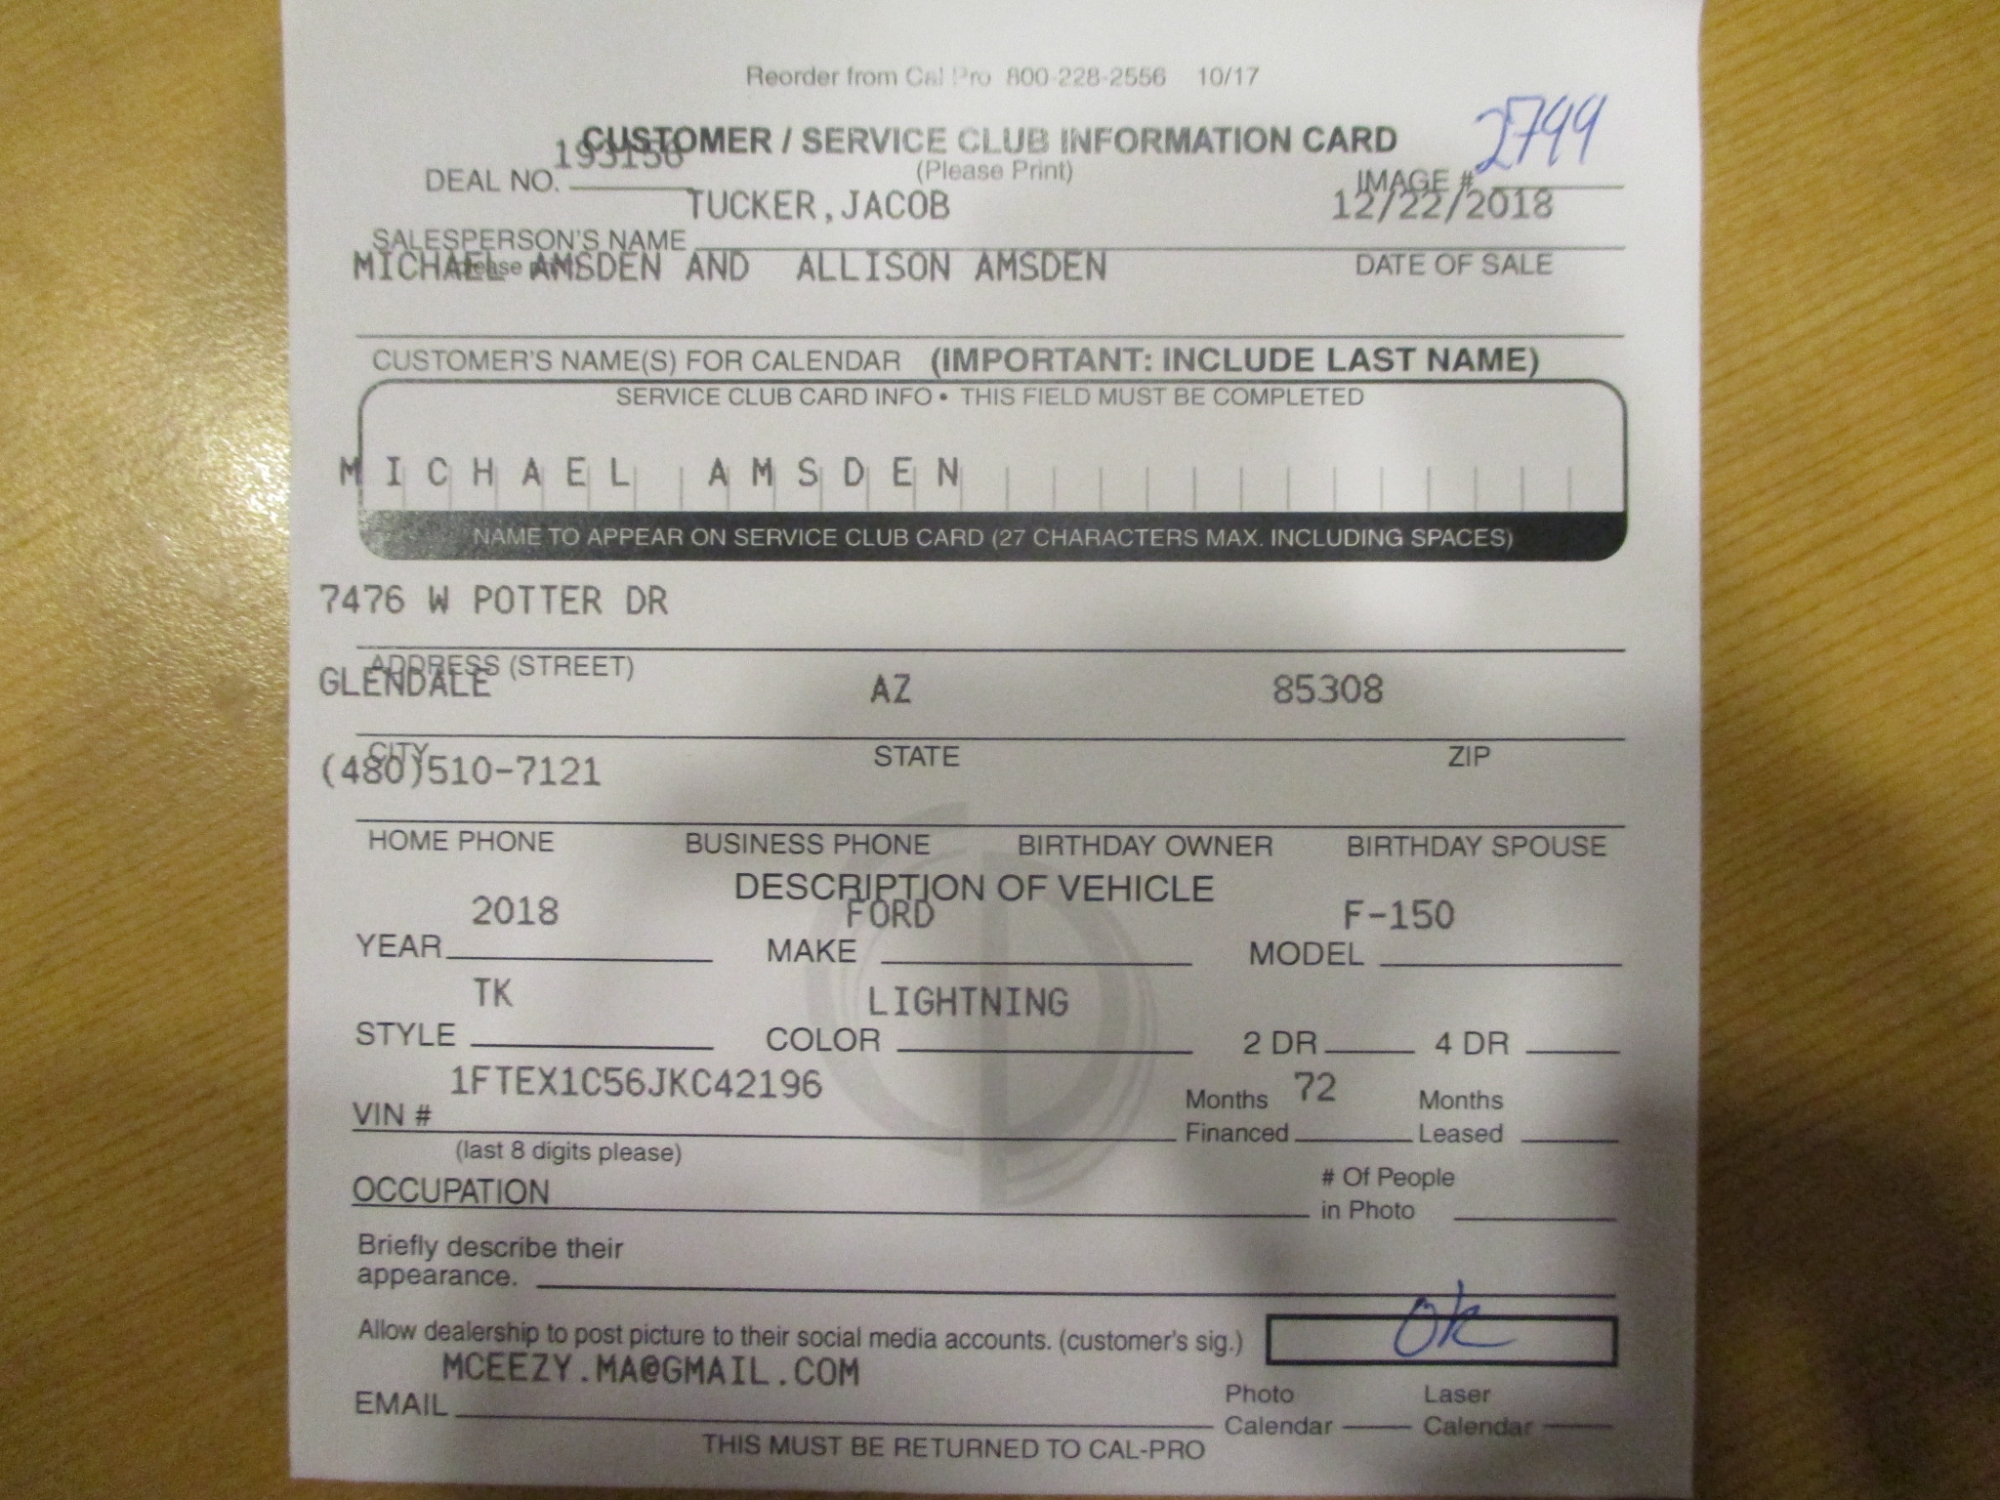 Reorder from Cal Pro 800-228-2556 10/17
CUSTOMER / SERVICE CLUB INFORMATION CARD
(Please Print)
DEAL NO. 193156
IMAGE # 2799
TUCKER,JACOB 12/22/2018
SALESPERSON'S NAME
(please print)
DATE OF SALE
MICHAEL AMSDEN AND ALLISON AMSDEN
CUSTOMER'S NAME(S) FOR CALENDAR (IMPORTANT: INCLUDE LAST NAME)
SERVICE CLUB CARD INFO • THIS FIELD MUST BE COMPLETED
MICHAEL AMSDEN
NAME TO APPEAR ON SERVICE CLUB CARD (27 CHARACTERS MAX. INCLUDING SPACES)
7476 W POTTER DR
ADDRESS (STREET)
GLENDALE AZ 85308
CITY STATE ZIP
(480)510-7121
HOME PHONE BUSINESS PHONE BIRTHDAY OWNER BIRTHDAY SPOUSE
DESCRIPTION OF VEHICLE
2018 FORD F-150
YEAR MAKE MODEL
TK LIGHTNING
STYLE COLOR 2 DR 4 DR
1FTEX1C56JKC42196
VIN #
(last 8 digits please)
Months Financed 72
Months Leased
OCCUPATION
# Of People in Photo
Briefly describe their
appearance.
Allow dealership to post picture to their social media accounts. (customer's sig.) OK
MCEEZY.MA@GMAIL.COM
EMAIL
Photo Calendar
Laser Calendar
THIS MUST BE RETURNED TO CAL-PRO